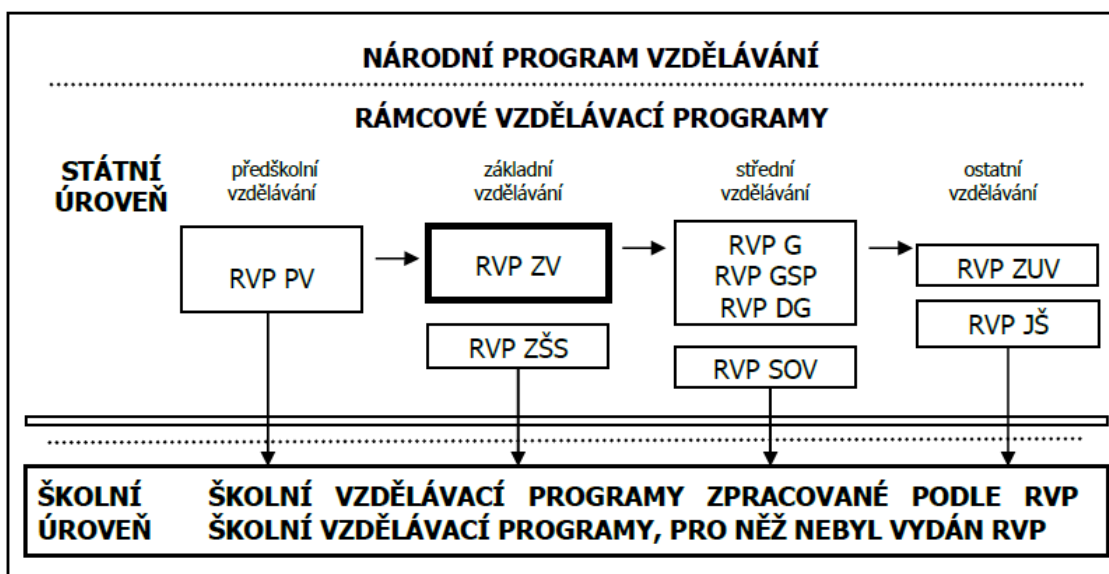 NÁRODNÍ PROGRAM VZDĚLÁVÁNÍ
RÁMCOVÉ VZDĚLÁVACÍ PROGRAMY
STÁTNÍ
ÚROVEŇ
předškolní
vzdělávání
základní
vzdělávání
střední
vzdělávání
ostatní
vzdělávání
RVP PV
RVP ZV
RVP ZŠS
RVP G
RVP GSP
RVP DG
RVP SOV
RVP ZUV
RVP JŠ
ŠKOLNÍ ŠKOLNÍ VZDĚLÁVACÍ PROGRAMY ZPRACOVANÉ PODLE RVP
ÚROVEŇ ŠKOLNÍ VZDĚLÁVACÍ PROGRAMY, PRO NĚŽ NEBYL VYDÁN RVP